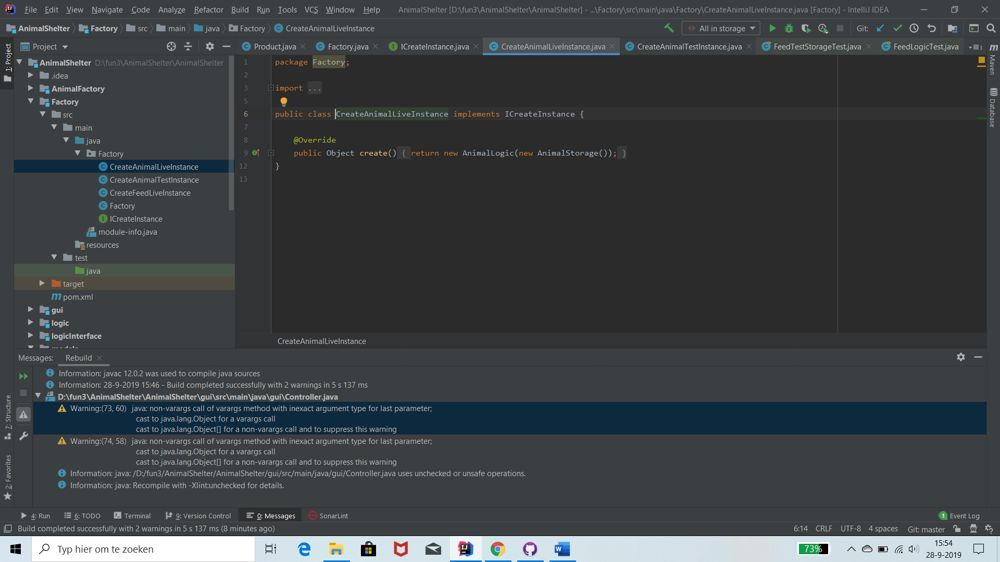 File Edit View Navigate Code Analyze Refactor Build Run Tools VCS Window Help AnimalShelter [D:\fun3\AnimalShelter\AnimalShelter] - ...\Factory\src\main\java\Factory\CreateAnimalLiveInstance.java [Factory] - IntelliJ IDEA
AnimalShelter Factory src main java Factory CreateAnimalLiveInstance All in storage Git:
Project Product.java Factory.java ICreateInstance.java CreateAnimalLiveInstance.java CreateAnimalTestInstance.java FeedTestStorageTest.java FeedLogicTest.java 3
1: Project
Maven
Database
7: Structure
2: Favorites
AnimalShelter D:\fun3\AnimalShelter\AnimalShelter
.idea
AnimalFactory
Factory
src
main
java
Factory
CreateAnimalLiveInstance
CreateAnimalTestInstance
CreateFeedLiveInstance
Factory
ICreateInstance
module-info.java
resources
test
java
target
pom.xml
gui
logic
logicInterface
models
1 package Factory;
2
3 import ...
5
6 public class CreateAnimalLiveInstance implements ICreateInstance {
7
8 @Override
9 public Object create() { return new AnimalLogic(new AnimalStorage()); }
12 }
13
CreateAnimalLiveInstance
Messages: Rebuild
Information: javac 12.0.2 was used to compile java sources
Information: 28-9-2019 15:46 - Build completed successfully with 2 warnings in 5 s 137 ms
D:\fun3\AnimalShelter\AnimalShelter\gui\src\main\java\gui\Controller.java
Warning:(73, 60) java: non-varargs call of varargs method with inexact argument type for last parameter;
cast to java.lang.Object for a varargs call
cast to java.lang.Object[] for a non-varargs call and to suppress this warning
Warning:(74, 58) java: non-varargs call of varargs method with inexact argument type for last parameter;
cast to java.lang.Object for a varargs call
cast to java.lang.Object[] for a non-varargs call and to suppress this warning
Information: java: /D:/fun3/AnimalShelter/AnimalShelter/gui/src/main/java/gui/Controller.java uses unchecked or unsafe operations.
Information: java: Recompile with -Xlint:unchecked for details.
4: Run 6: TODO Terminal 9: Version Control 0: Messages SonarLint 1 Event Log
Build completed successfully with 2 warnings in 5 s 137 ms (8 minutes ago) 6:14 CRLF UTF-8 4 spaces Git: master
Typ hier om te zoeken 73% 15:54
28-9-2019